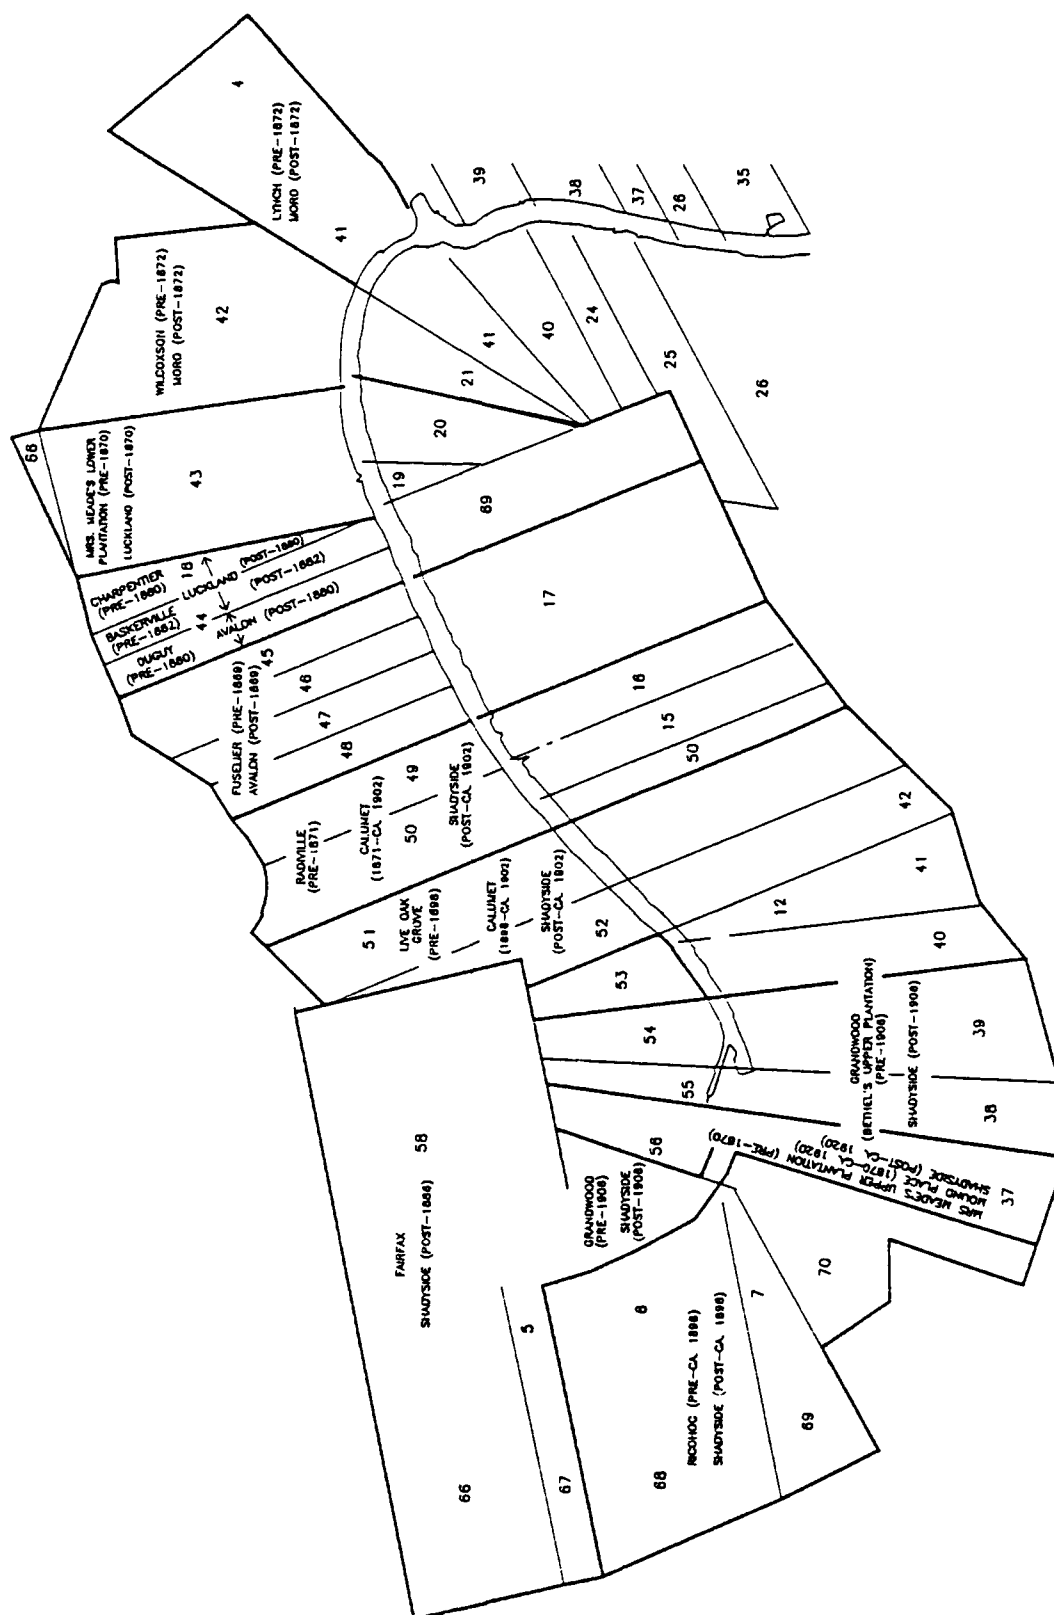 4
LYNCH (PRE-1872)
MORO (POST-1872)
41
39
38
37
26
35
WILCOXSON (PRE-1872)
MORO (POST-1872)
42
41
40
24
25
26
21
20
19
66
MRS. MEADE'S LOWER
PLANTATION (PRE-1870)
LUCKLAND (POST-1870)
43
CHARPENTIER
(PRE-1880)
18
LUCKLAND (POST-1880)
BASKERVILLE
(PRE-1882)
(POST-1882)
44
DUGUY
(PRE-1880)
AVALON (POST-1880)
69
17
45
46
47
48
FUSELIER (PRE-1869)
AVALON (POST-1869)
16
15
50
RADIVILLE
(PRE-1871)
CALUMET
(1871-CA. 1902)
49
50
SHADYSIDE
(POST-CA. 1902)
51
LIVE OAK
GROVE
(PRE-1898)
CALUMET
(1898-CA. 1902)
SHADYSIDE
(POST-CA. 1902)
52
42
41
12
40
53
54
55
56
GRANDWOOD
(BETHEL'S UPPER PLANTATION)
(PRE-1908)
SHADYSIDE (POST-1908)
39
38
MRS MEADE'S UPPER PLANTATION (PRE-1870)
MOUND PLACE (1870-CA. 1920)
SHADYSIDE (POST-CA. 1920)
37
58
FAIRFAX
SHADYSIDE (POST-1886)
GRANDWOOD
(PRE-1908)
SHADYSIDE
(POST-1908)
5
6
7
70
RICOHOC (PRE-CA. 1898)
SHADYSIDE (POST-CA. 1898)
66
67
68
69